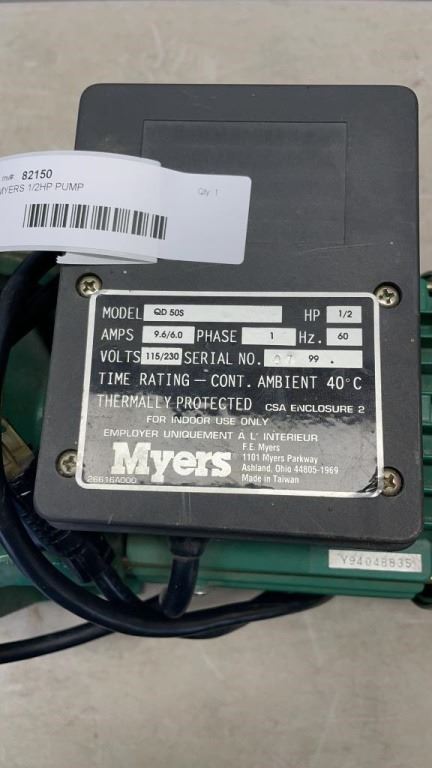 Inv#: 82150
MYERS 1/2HP PUMP
Qty: 1
MODEL QD 50S HP 1/2
AMPS 9.6/6.0 PHASE 1 Hz. 60
VOLTS 115/230 SERIAL NO. 07 99 .
TIME RATING — CONT. AMBIENT 40°C
THERMALLY PROTECTED CSA ENCLOSURE 2
FOR INDOOR USE ONLY
EMPLOYER UNIQUEMENT À L' INTERIEUR
Myers
F.E. Myers
1101 Myers Parkway
Ashland, Ohio 44805-1969
Made in Taiwan
26616A000
Y94048835